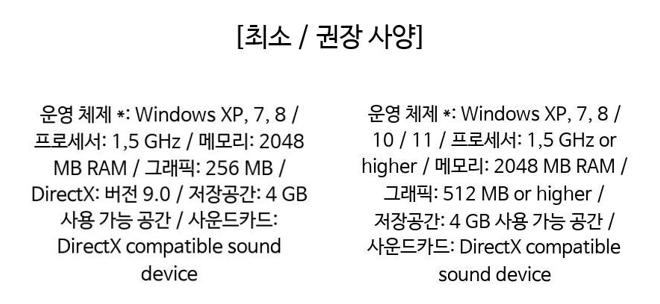 [최소 / 권장 사양]
운영 체제 *: Windows XP, 7, 8 /
프로세서: 1,5 GHz / 메모리: 2048
MB RAM / 그래픽: 256 MB /
DirectX: 버전 9.0 / 저장공간: 4 GB
사용 가능 공간 / 사운드카드:
DirectX compatible sound
device
운영 체제 *: Windows XP, 7, 8 /
10 / 11 / 프로세서: 1,5 GHz or
higher / 메모리: 2048 MB RAM /
그래픽: 512 MB or higher /
저장공간: 4 GB 사용 가능 공간 /
사운드카드: DirectX compatible
sound device